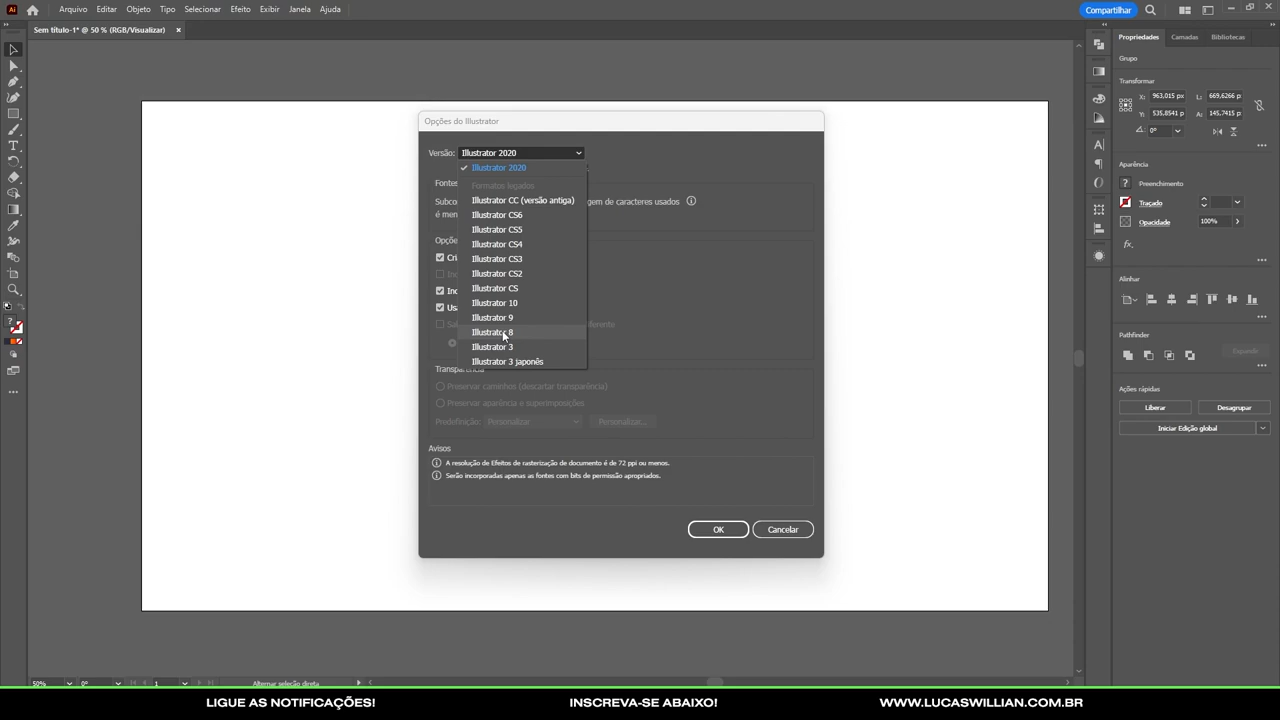 Ai
Arquivo Editar Objeto Tipo Selecionar Efeito Exibir Janela Ajuda
Compartilhar
Sem título-1* @ 50 % (RGB/Visualizar)
Propriedades Camadas Bibliotecas
Grupo
Transformar
X: 963,015 px L: 669,6266 p
Y: 535,8541 p A: 145,7415 p
0°
Aparência
Preenchimento
Traçado
Opacidade 100%
fx.
Alinhar
Pathfinder
Expandir
Ações rápidas
Liberar Desagrupar
Iniciar Edição global
Opções do Illustrator
Versão: Illustrator 2020
Illustrator 2020
Formatos legados
Illustrator CC (versão antiga)
Illustrator CS6
Illustrator CS5
Illustrator CS4
Illustrator CS3
Illustrator CS2
Illustrator CS
Illustrator 10
Illustrator 9
Illustrator 8
Illustrator 3
Illustrator 3 japonês
Fontes
Subco gem de caracteres usados
é men
Opçõe
Cri
Inc
Inc
Usa
Sal ferente
Transparência
Preservar caminhos (descartar transparência)
Preservar aparência e superimposições
Predefinição: Personalizar Personalizar...
Avisos
A resolução de Efeitos de rasterização de documento é de 72 ppi ou menos.
Serão incorporadas apenas as fontes com bits de permissão apropriados.
OK Cancelar
50% 0° 1 Alternar seleção direta
LIGUE AS NOTIFICAÇÕES! INSCREVA-SE ABAIXO! WWW.LUCASWILLIAN.COM.BR